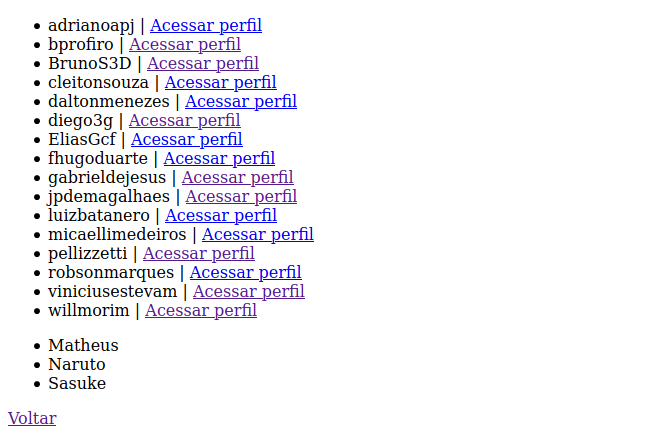 adrianoapj | Acessar perfil
bprofiro | Acessar perfil
BrunoS3D | Acessar perfil
cleitonsouza | Acessar perfil
daltonmenezes | Acessar perfil
diego3g | Acessar perfil
EliasGcf | Acessar perfil
fhugoduarte | Acessar perfil
gabrieldejesus | Acessar perfil
jpdemagalhaes | Acessar perfil
luizbatanero | Acessar perfil
micaellimedeiros | Acessar perfil
pellizzetti | Acessar perfil
robsonmarques | Acessar perfil
viniciusestevam | Acessar perfil
willmorim | Acessar perfil
Matheus
Naruto
Sasuke
Voltar